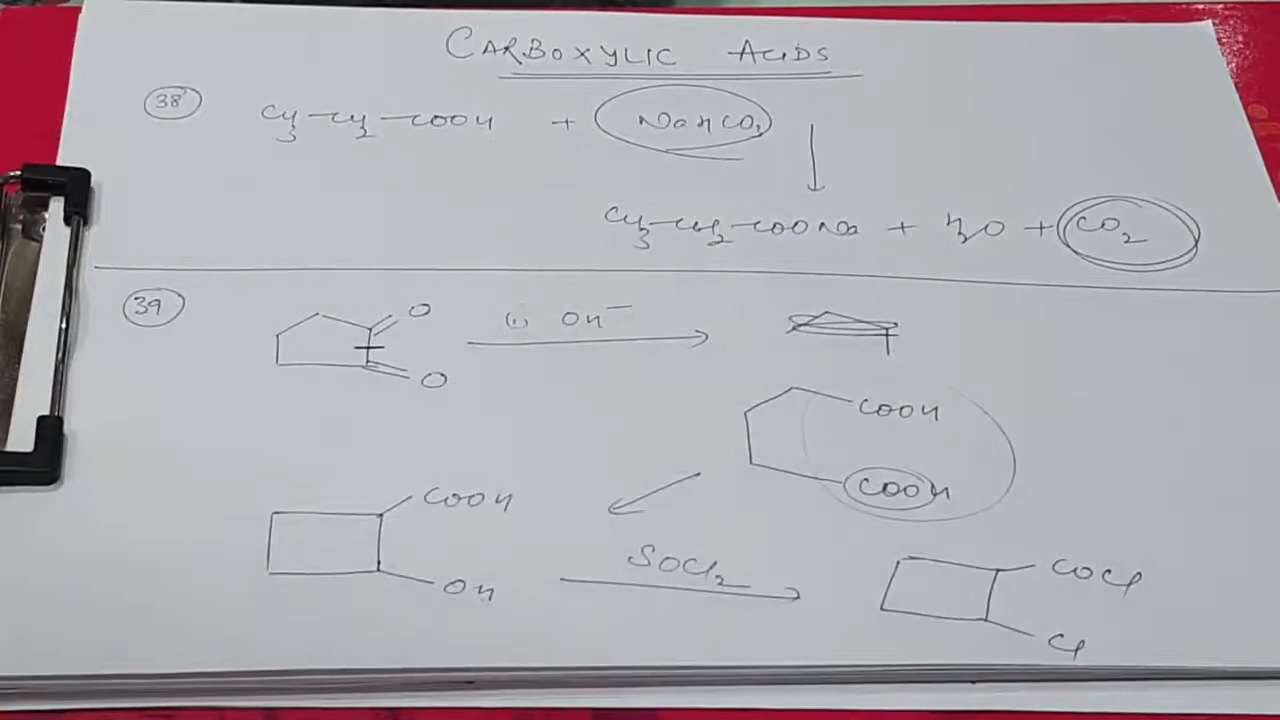 CARBOXYLIC ACIDS
38 CH3-CH2-COOH + NaHCO3
CH3-CH2-COONa + H2O + CO2
39 O (1) OH−
O
COOH
COOH
COOH
OH
SOCl2
COCl
Cl